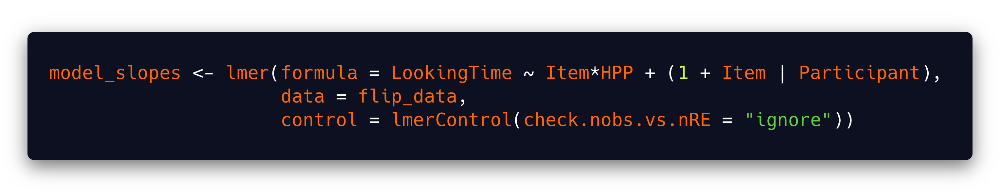 model_slopes <- lmer(formula = LookingTime ~ Item*HPP + (1 + Item | Participant),
data = flip_data,
control = lmerControl(check.nobs.vs.nRE = "ignore"))